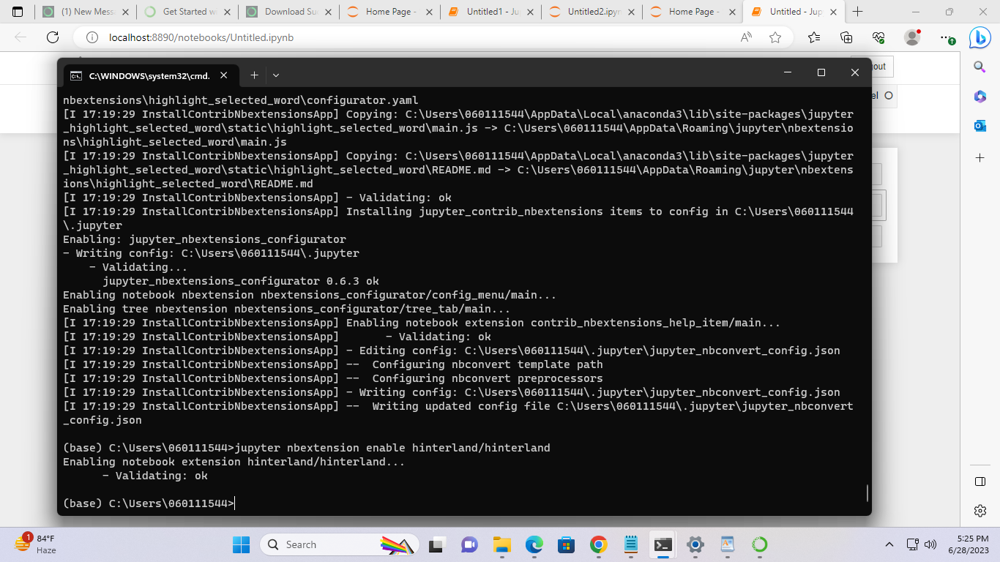 (1) New Messa
Get Started wi
Download Su
Home Page -
Untitled1 - Ju
Untitled2.ipyn
Home Page -
Untitled - Jup
localhost:8890/notebooks/Untitled.ipynb
C:\WINDOWS\system32\cmd.
out
el
nbextensions\highlight_selected_word\configurator.yaml
[I 17:19:29 InstallContribNbextensionsApp] Copying: C:\Users\060111544\AppData\Local\anaconda3\lib\site-packages\jupyter
_highlight_selected_word\static\highlight_selected_word\main.js -> C:\Users\060111544\AppData\Roaming\jupyter\nbextensio
ns\highlight_selected_word\main.js
[I 17:19:29 InstallContribNbextensionsApp] Copying: C:\Users\060111544\AppData\Local\anaconda3\lib\site-packages\jupyter
_highlight_selected_word\static\highlight_selected_word\README.md -> C:\Users\060111544\AppData\Roaming\jupyter\nbextens
ions\highlight_selected_word\README.md
[I 17:19:29 InstallContribNbextensionsApp] - Validating: ok
[I 17:19:29 InstallContribNbextensionsApp] Installing jupyter_contrib_nbextensions items to config in C:\Users\060111544
\.jupyter
Enabling: jupyter_nbextensions_configurator
- Writing config: C:\Users\060111544\.jupyter
    - Validating...
      jupyter_nbextensions_configurator 0.6.3 ok
Enabling notebook nbextension nbextensions_configurator/config_menu/main...
Enabling tree nbextension nbextensions_configurator/tree_tab/main...
[I 17:19:29 InstallContribNbextensionsApp] Enabling notebook extension contrib_nbextensions_help_item/main...
[I 17:19:29 InstallContribNbextensionsApp]       - Validating: ok
[I 17:19:29 InstallContribNbextensionsApp] - Editing config: C:\Users\060111544\.jupyter\jupyter_nbconvert_config.json
[I 17:19:29 InstallContribNbextensionsApp] --  Configuring nbconvert template path
[I 17:19:29 InstallContribNbextensionsApp] --  Configuring nbconvert preprocessors
[I 17:19:29 InstallContribNbextensionsApp] - Writing config: C:\Users\060111544\.jupyter\jupyter_nbconvert_config.json
[I 17:19:29 InstallContribNbextensionsApp] --  Writing updated config file C:\Users\060111544\.jupyter\jupyter_nbconvert
_config.json
(base) C:\Users\060111544>jupyter nbextension enable hinterland/hinterland
Enabling notebook extension hinterland/hinterland...
      - Validating: ok
(base) C:\Users\060111544>
1
84°F
Haze
Search
5:25 PM
6/28/2023